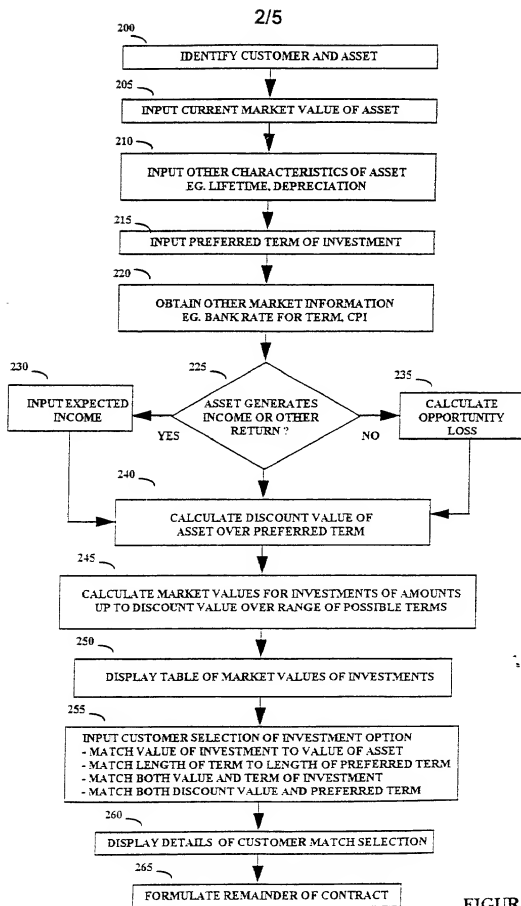 2/5
200
IDENTIFY CUSTOMER AND ASSET
205
INPUT CURRENT MARKET VALUE OF ASSET
210
INPUT OTHER CHARACTERISTICS OF ASSET
EG. LIFETIME, DEPRECIATION
215
INPUT PREFERRED TERM OF INVESTMENT
220
OBTAIN OTHER MARKET INFORMATION
EG. BANK RATE FOR TERM, CPI
225
ASSET GENERATES
INCOME OR OTHER
RETURN ?
230
INPUT EXPECTED
INCOME
YES
NO
235
CALCULATE
OPPORTUNITY
LOSS
240
CALCULATE DISCOUNT VALUE OF
ASSET OVER PREFERRED TERM
245
CALCULATE MARKET VALUES FOR INVESTMENTS OF AMOUNTS
UP TO DISCOUNT VALUE OVER RANGE OF POSSIBLE TERMS
250
DISPLAY TABLE OF MARKET VALUES OF INVESTMENTS
255
INPUT CUSTOMER SELECTION OF INVESTMENT OPTION
- MATCH VALUE OF INVESTMENT TO VALUE OF ASSET
- MATCH LENGTH OF TERM TO LENGTH OF PREFERRED TERM
- MATCH BOTH VALUE AND TERM OF INVESTMENT
- MATCH BOTH DISCOUNT VALUE AND PREFERRED TERM
260
DISPLAY DETAILS OF CUSTOMER MATCH SELECTION
265
FORMULATE REMAINDER OF CONTRACT
FIGUR